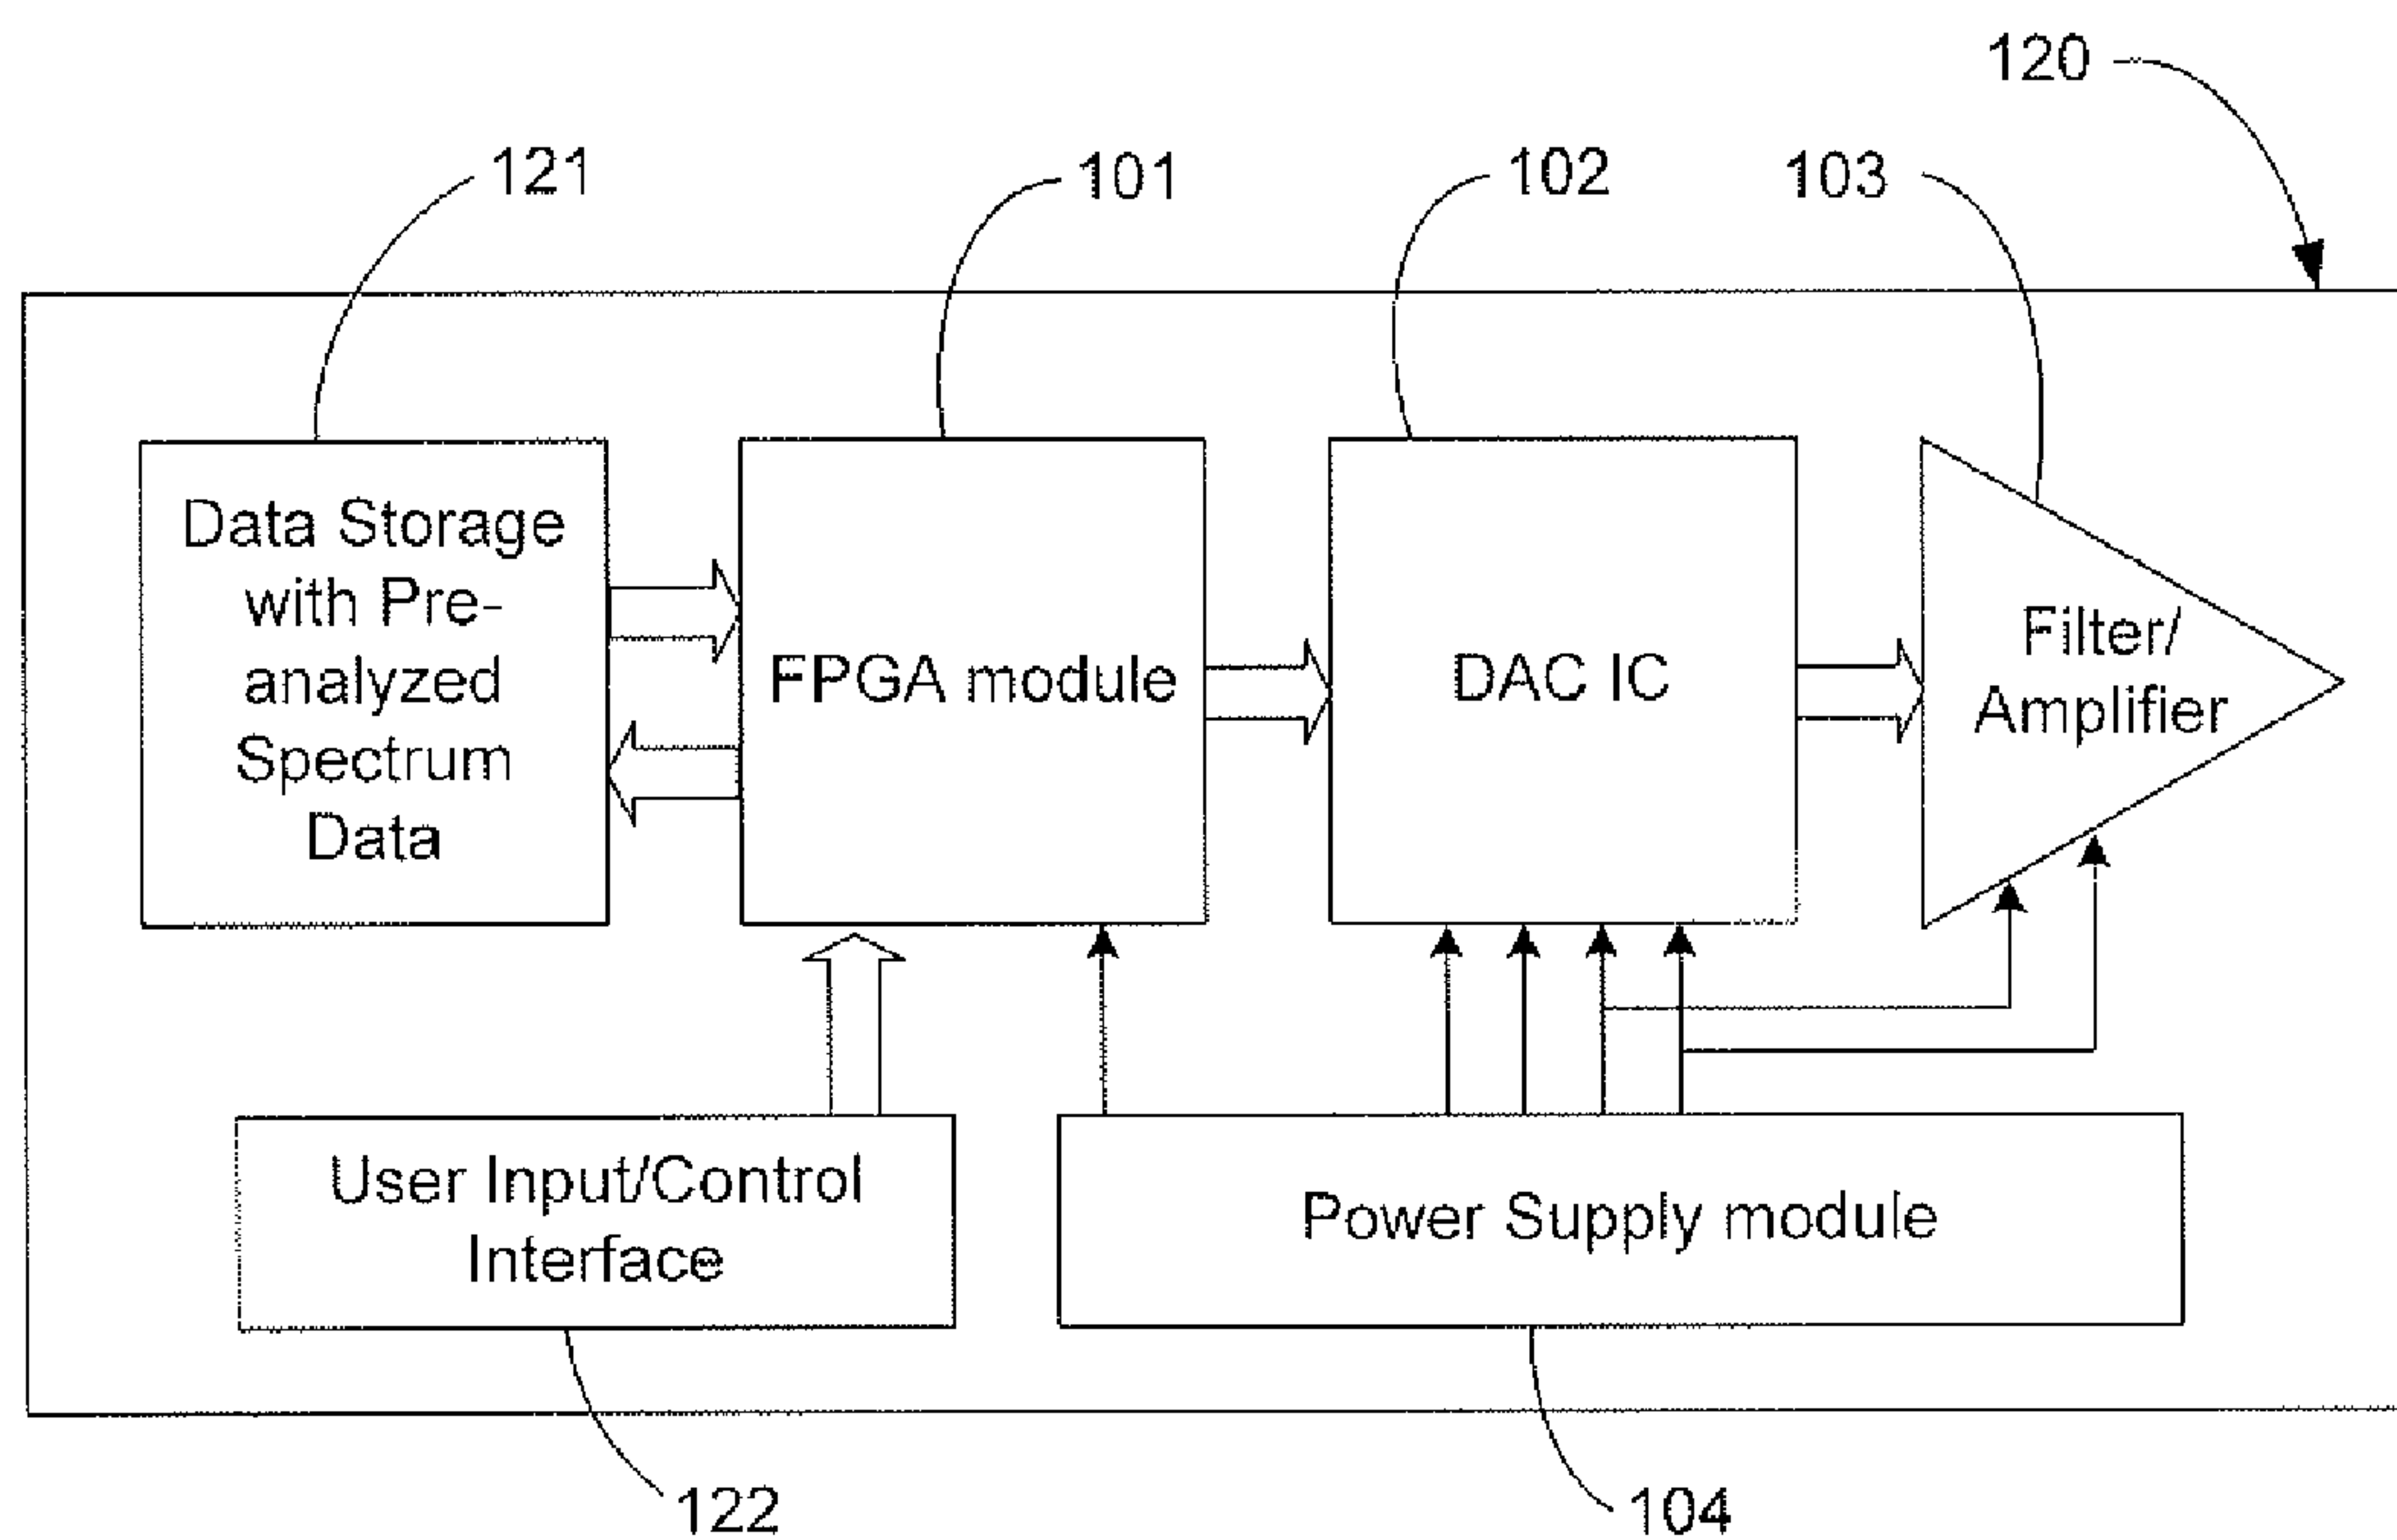 120
121
101
102
103
Data Storage
with Pre-
analyzed
Spectrum
Data
FPGA module
DAC IC
Filter/
Amplifier
User Input/Control
Interface
Power Supply module
122
104